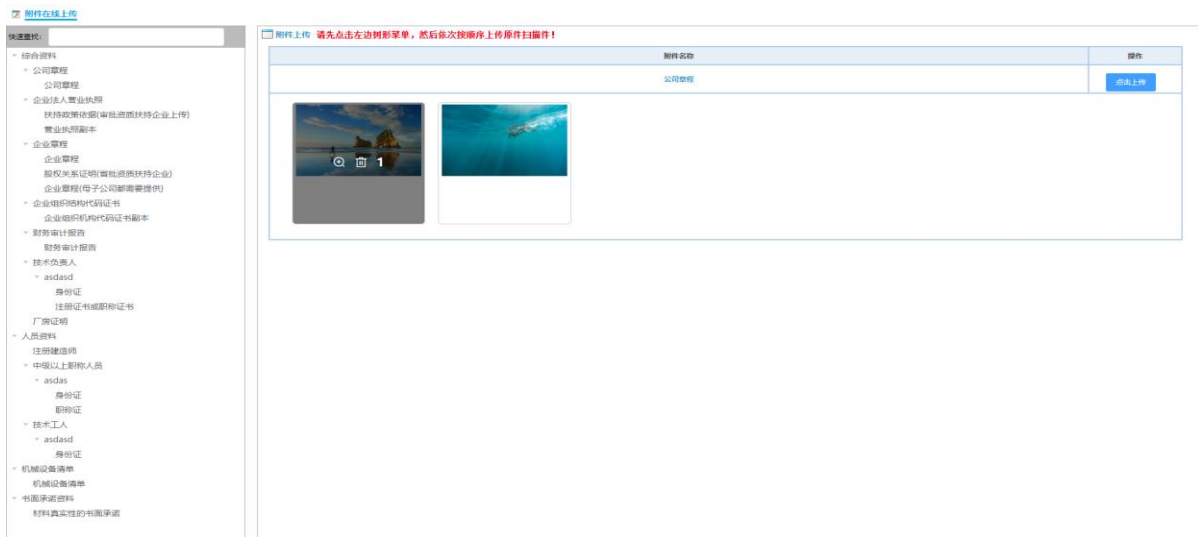 附件在线上传
快速查找:
综合资料
公司章程
公司章程
企业法人营业执照
扶持政策依据(审批资质扶持企业上传)
营业执照副本
企业章程
企业章程
股权关系证明(首批资质扶持企业)
企业章程(母子公司都需要提供)
企业组织结构代码证书
企业组织机构代码证书副本
财务审计报告
财务审计报告
技术负责人
asdasd
身份证
注册证书或职称证书
厂房证明
人员资料
注册建造师
中级以上职称人员
asdas
身份证
职称证
技术工人
asdasd
身份证
机械设备清单
机械设备清单
书面承诺资料
材料真实性的书面承诺
附件上传 请先点击左边树形菜单，然后依次按顺序上传原件扫描件！
附件名称 操作
公司章程 点击上传
1